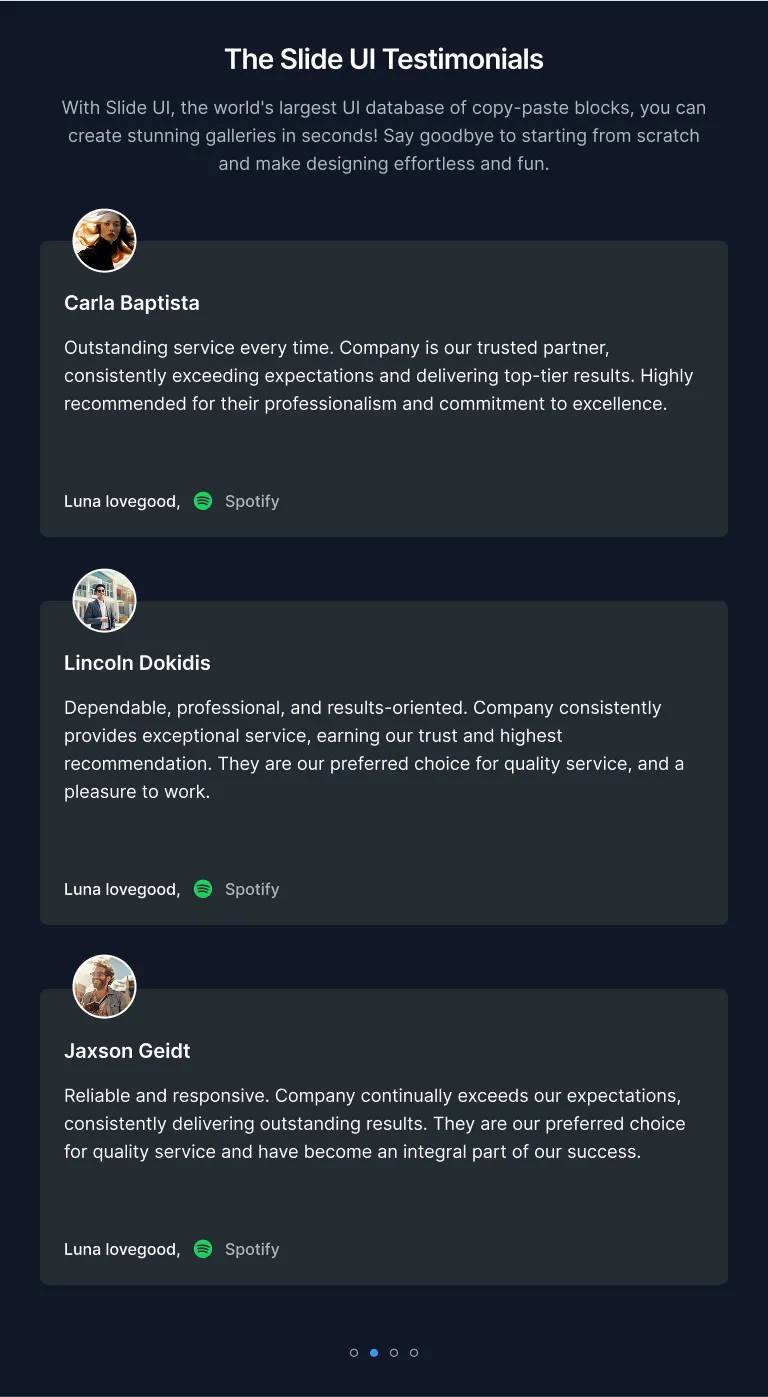 The Slide UI Testimonials
With Slide UI, the world's largest UI database of copy-paste blocks, you can
create stunning galleries in seconds! Say goodbye to starting from scratch
and make designing effortless and fun.
Carla Baptista
Outstanding service every time. Company is our trusted partner,
consistently exceeding expectations and delivering top-tier results. Highly
recommended for their professionalism and commitment to excellence.
Luna lovegood, Spotify
Lincoln Dokidis
Dependable, professional, and results-oriented. Company consistently
provides exceptional service, earning our trust and highest
recommendation. They are our preferred choice for quality service, and a
pleasure to work.
Luna lovegood, Spotify
Jaxson Geidt
Reliable and responsive. Company continually exceeds our expectations,
consistently delivering outstanding results. They are our preferred choice
for quality service and have become an integral part of our success.
Luna lovegood, Spotify